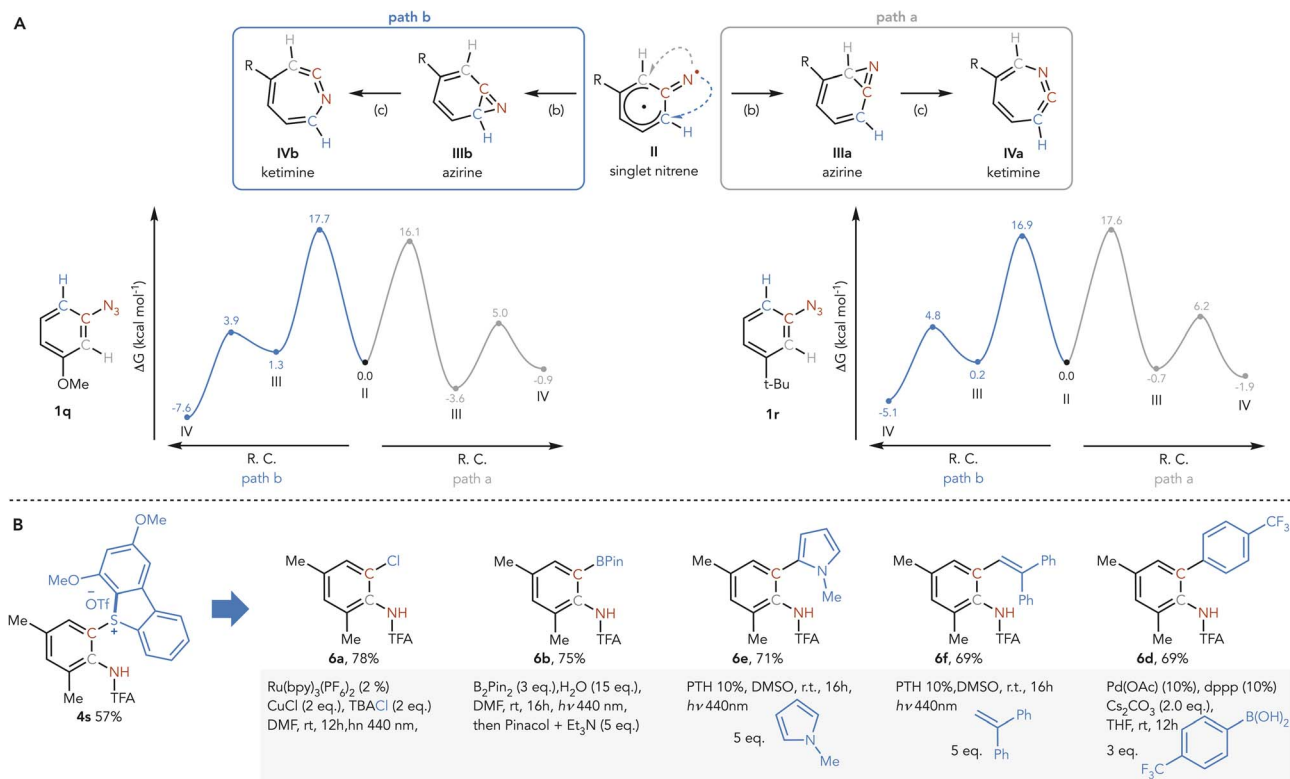 A
path b
path a
H
C
C
R
N
C
H
IVb
ketimine
(c)
H
C
R
C
N
C
H
IIIb
azirine
(b)
H
C
N
R
C
C
H
II
singlet nitrene
(b)
H
C
N
R
C
C
H
IIIa
azirine
(c)
H
C
N
R
C
C
H
IVa
ketimine
ΔG (kcal mol⁻¹)
17.7
16.1
3.9
5.0
1.3
III
0.0
II
-3.6
III
-0.9
IV
-7.6
IV
R. C.
path b
R. C.
path a
H
C
N₃
C
C
H
OMe
1q
ΔG (kcal mol⁻¹)
16.9
17.6
4.8
6.2
0.2
III
0.0
II
-0.7
III
-1.9
IV
-5.1
IV
R. C.
path b
R. C.
path a
H
C
N₃
C
C
H
t-Bu
1r
B
OMe
MeO
−
OTf
S
+
Me
C
C
NH
Me
TFA
4s 57%
Me
Cl
C
C
NH
Me
TFA
6a, 78%
Ru(bpy)₃(PF₆)₂ (2 %)
CuCl (2 eq.), TBACl (2 eq.)
DMF, rt, 12h,hn 440 nm,
Me
BPin
C
C
NH
Me
TFA
6b, 75%
B₂Pin₂ (3 eq.),H₂O (15 eq.),
DMF, rt, 16h, hν 440 nm,
then Pinacol + Et₃N (5 eq.)
Me
N
Me
C
C
NH
Me
TFA
6e, 71%
PTH 10%, DMSO, r.t., 16h,
hν 440nm
5 eq.
N
Me
Me
Ph
Ph
C
C
NH
Me
TFA
6f, 69%
PTH 10%,DMSO, r.t., 16h
hν 440nm
5 eq.
Ph
Ph
CF₃
Me
C
C
NH
Me
TFA
6d, 69%
Pd(OAc) (10%), dppp (10%)
Cs₂CO₃ (2.0 eq.),
THF, rt, 12h
3 eq.
B(OH)₂
F₃C